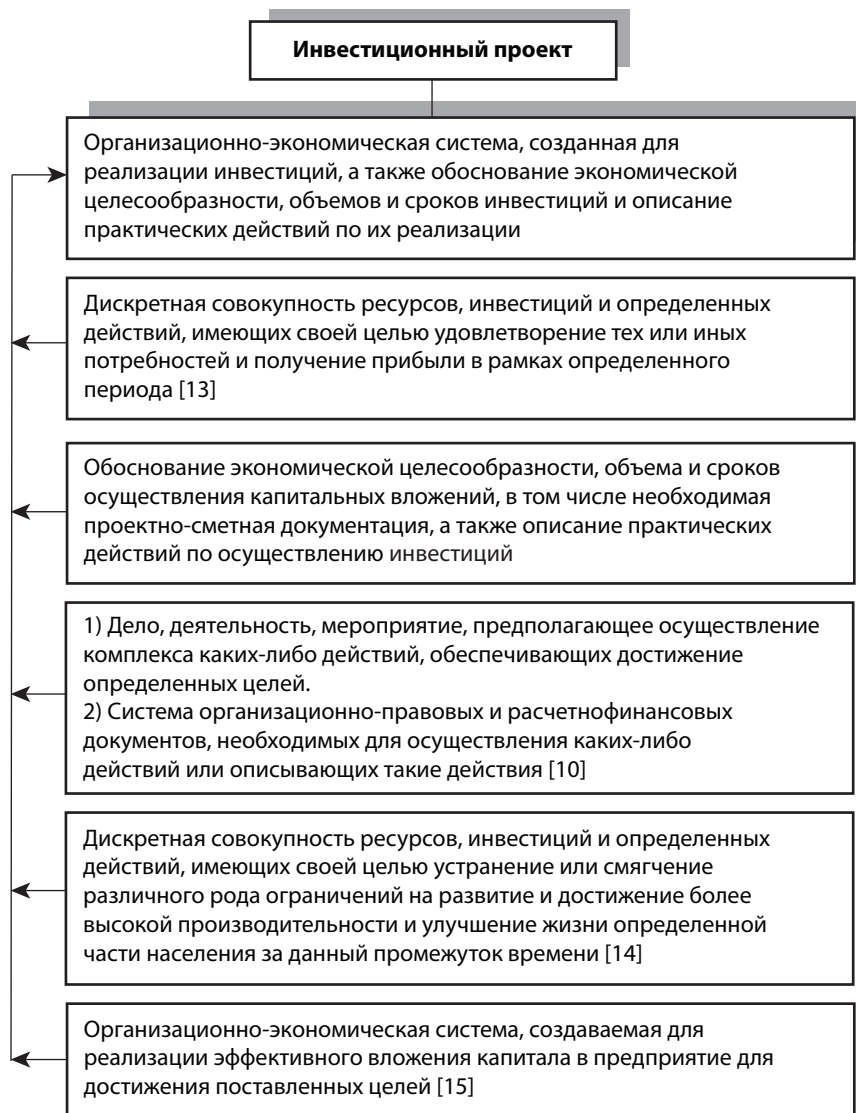 Инвестиционный проект
Организационно-экономическая система, созданная для
реализации инвестиций, а также обоснование экономической
целесообразности, объемов и сроков инвестиций и описание
практических действий по их реализации
Дискретная совокупность ресурсов, инвестиций и определенных
действий, имеющих своей целью удовлетворение тех или иных
потребностей и получение прибыли в рамках определенного
периода [13]
Обоснование экономической целесообразности, объема и сроков
осуществления капитальных вложений, в том числе необходимая
проектно-сметная документация, а также описание практических
действий по осуществлению инвестиций
1) Дело, деятельность, мероприятие, предполагающее осуществление
комплекса каких-либо действий, обеспечивающих достижение
определенных целей.
2) Система организационно-правовых и расчетнофинансовых
документов, необходимых для осуществления каких-либо
действий или описывающих такие действия [10]
Дискретная совокупность ресурсов, инвестиций и определенных
действий, имеющих своей целью устранение или смягчение
различного рода ограничений на развитие и достижение более
высокой производительности и улучшение жизни определенной
части населения за данный промежуток времени [14]
Организационно-экономическая система, создаваемая для
реализации эффективного вложения капитала в предприятие для
достижения поставленных целей [15]